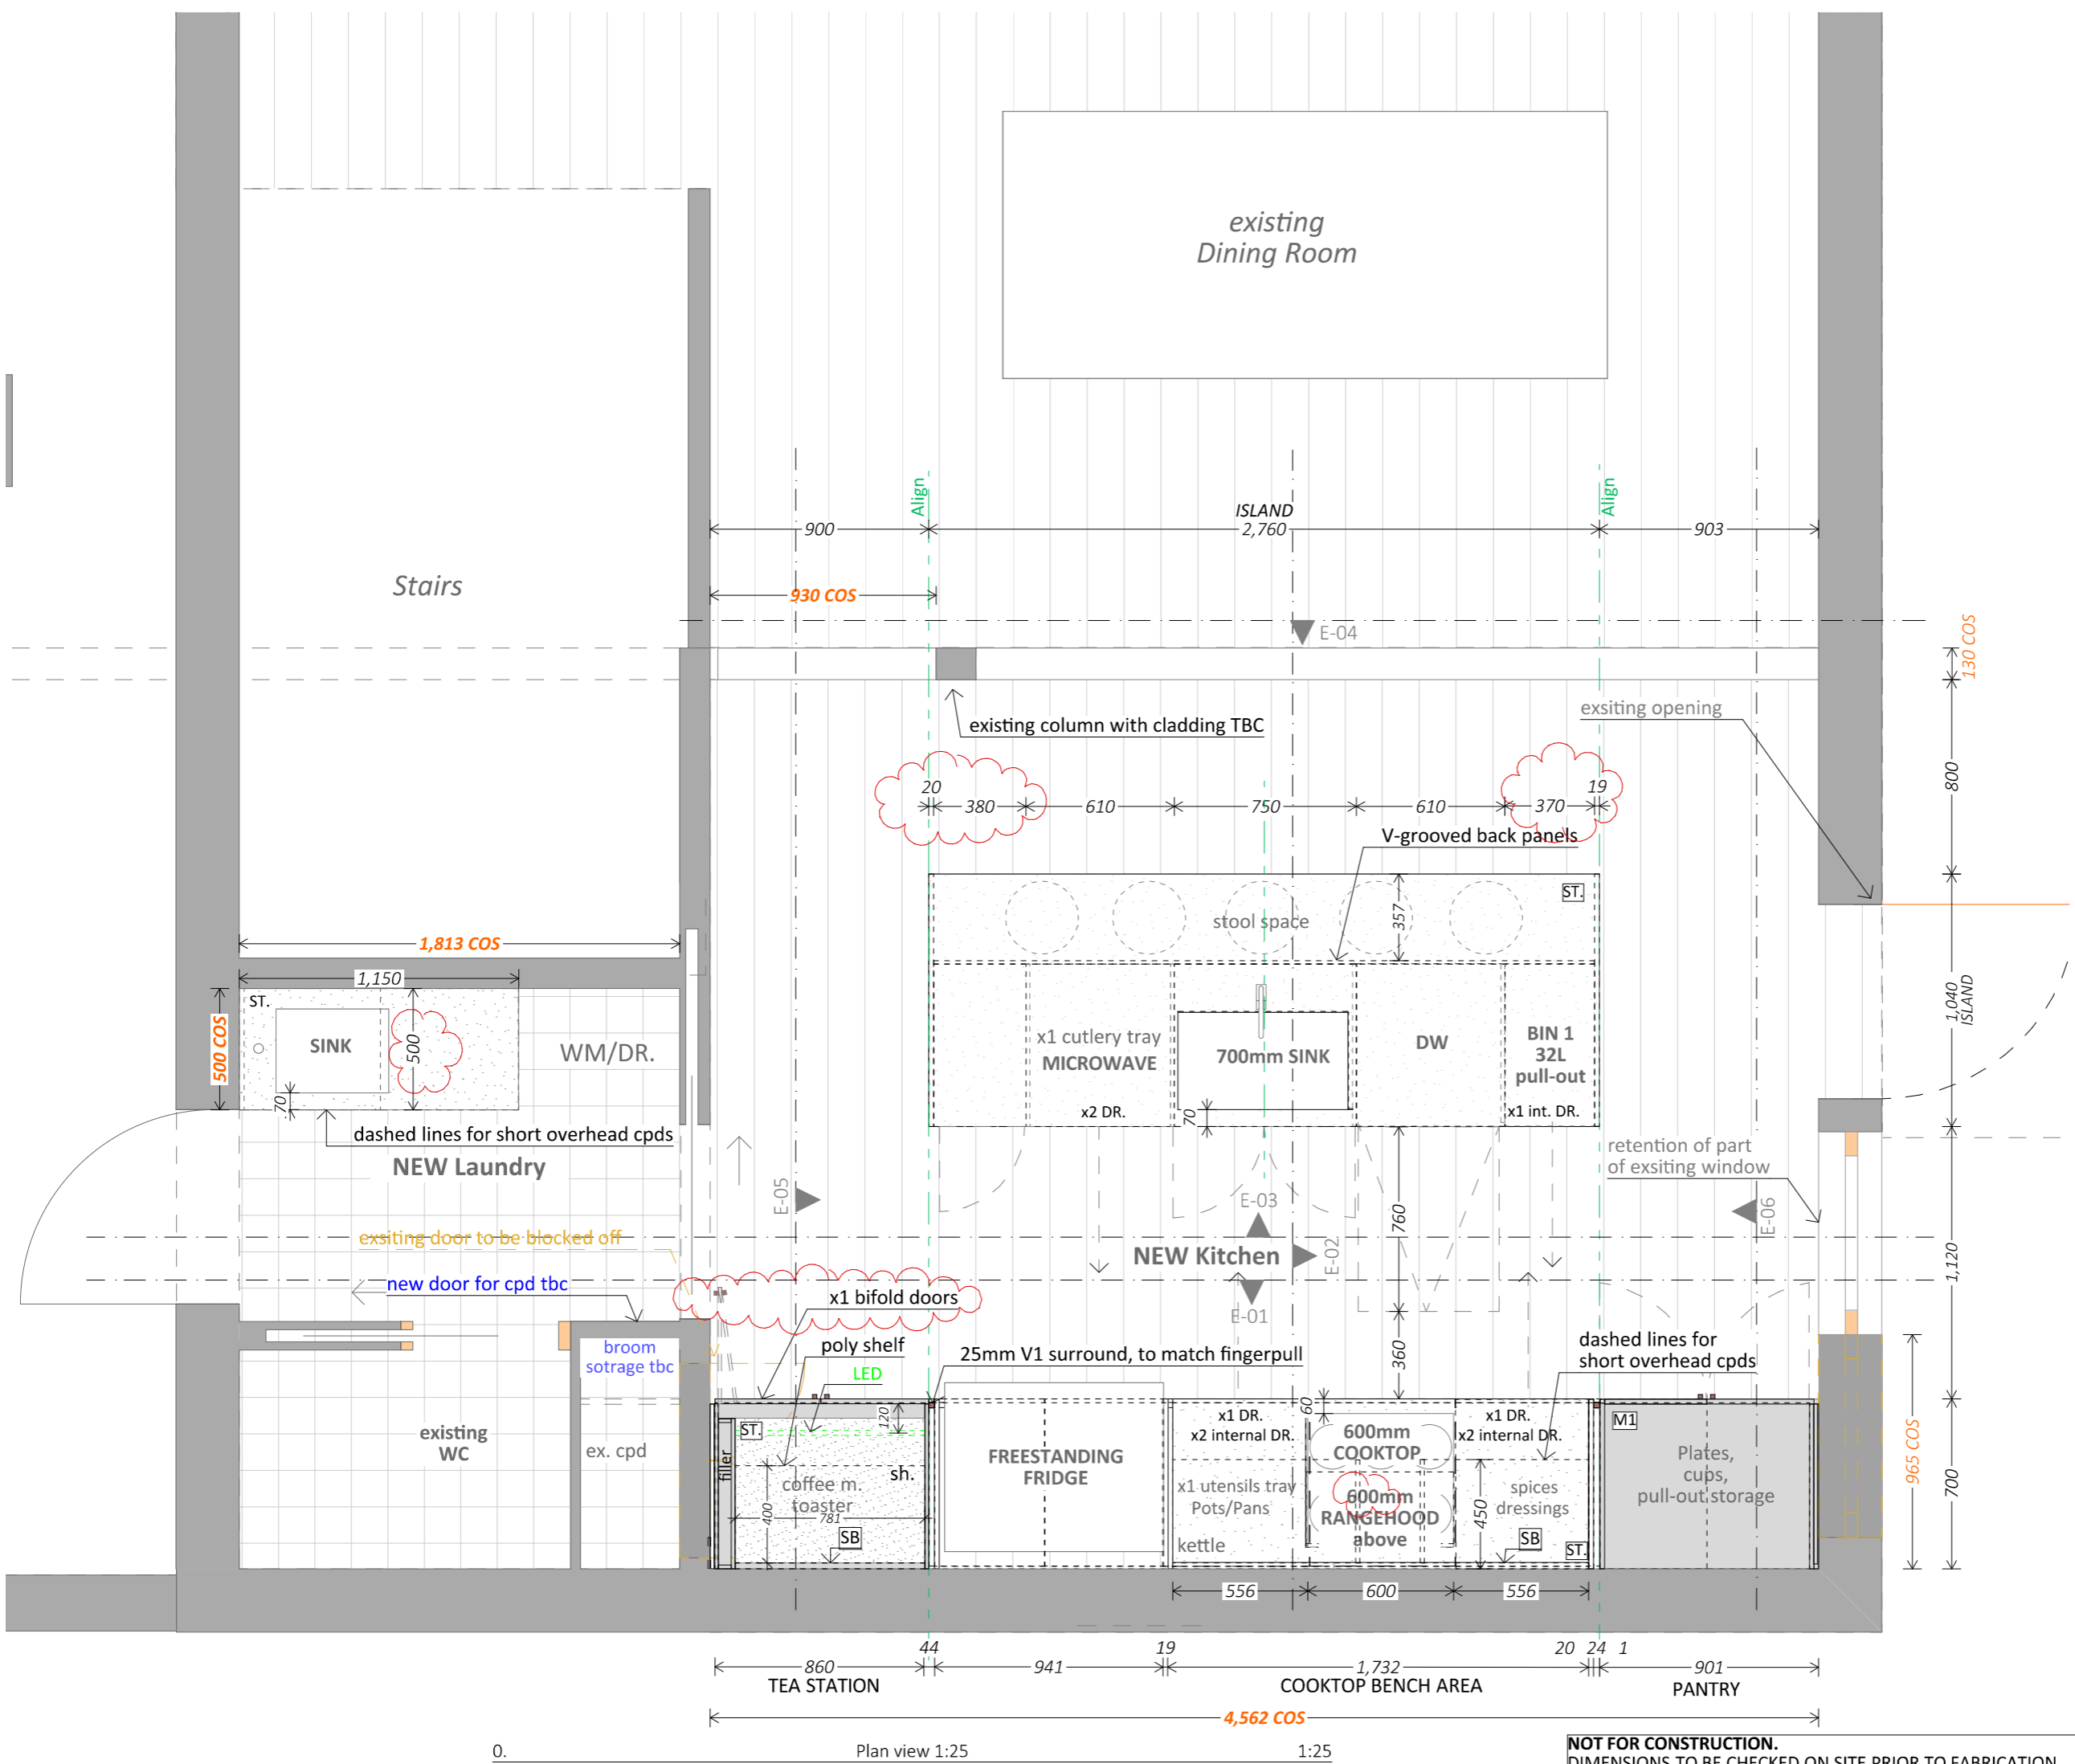 existing
Dining Room
Align
Align
ISLAND
900
2,760
903
Stairs
930 COS
E-04
130 COS
exsiting opening
existing column with cladding TBC
800
20
380
610
750
610
370
19
V-grooved back panels
ST.
357
stool space
1,813 COS
1,150
ST.
SINK
500
500 COS
70
WM/DR.
x1 cutlery tray
MICROWAVE
x2 DR.
700mm SINK
70
DW
BIN 1
32L
pull-out
x1 int. DR.
1,040
ISLAND
dashed lines for short overhead cpds
NEW Laundry
retention of part
of exsiting window
E-05
E-03
E-06
760
exsiting door to be blocked off
NEW Kitchen
E-02
1,120
new door for cpd tbc
x1 bifold doors
E-01
broom
sotrage tbc
poly shelf
LED
25mm V1 surround, to match fingerpull
360
dashed lines for
short overhead cpds
120
60
existing
WC
ex. cpd
filler
ST.
sh.
coffee m.
toaster
400
781
SB
FREESTANDING
FRIDGE
x1 DR.
x2 internal DR.
x1 utensils tray
Pots/Pans
kettle
600mm
COOKTOP
600mm
RANGEHOOD
above
x1 DR.
x2 internal DR.
450
spices
dressings
SB
ST.
M1
Plates,
cups,
pull-out storage
965 COS
700
556
600
556
44
19
20
24
1
860
941
1,732
901
TEA STATION
COOKTOP BENCH AREA
PANTRY
4,562 COS
0.
Plan view 1:25
1:25
NOT FOR CONSTRUCTION.
DIMENSIONS TO BE CHECKED ON SITE PRIOR TO FABRICATION